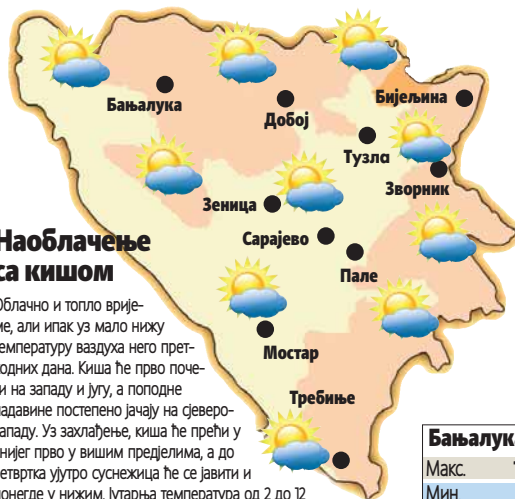 Бањалука
Добој
Бијељина
Тузла
Зворник
Зеница
Сарајево
Пале
Мостар
Требиње
Наоблачење
са кишом
Облачно и топло врије-
ме, али ипак уз мало нижу
температуру ваздуха него прет-
ходних дана. Киша ће прво поче-
ти на западу и југу, а поподне
падавине постепено јачају на сјеверо-
западу. Уз захлађење, киша ће прећи у
снијег прво у вишим предјелима, а до
четвртка ујутро суснежица ће се јавити и
понегде у нижим. Јутарња температура од 2 до 12
Бањалука
Макс.
Мин